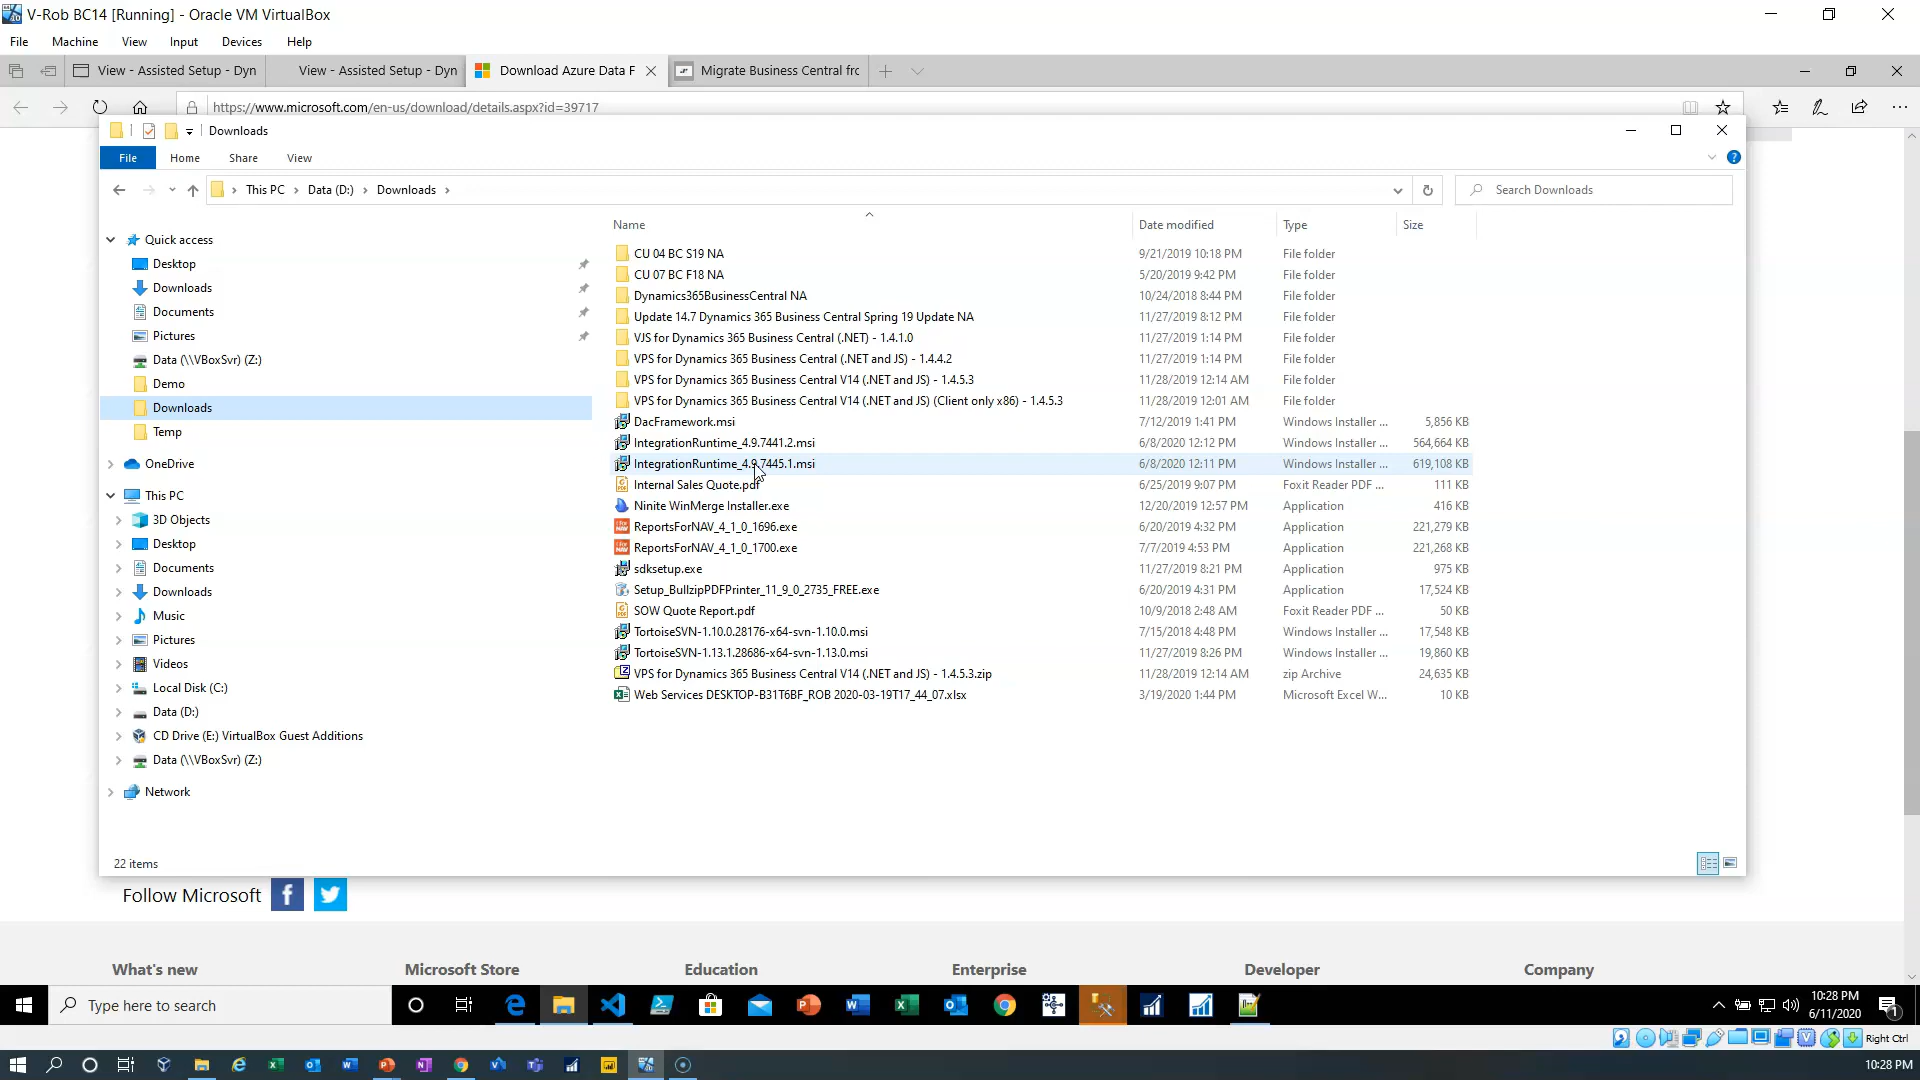 V-Rob BC14 [Running] - Oracle VM VirtualBox
File Machine View Input Devices Help
View - Assisted Setup - Dyn View - Assisted Setup - Dyn Download Azure Data F Migrate Business Central fro
https://www.microsoft.com/en-us/download/details.aspx?id=39717
Downloads
File Home Share View
This PC Data (D:) Downloads Search Downloads
Name Date modified Type Size
Quick access
Desktop
Downloads
Documents
Pictures
Data (\\VBoxSvr) (Z:)
Demo
Downloads
Temp
OneDrive
This PC
3D Objects
Desktop
Documents
Downloads
Music
Pictures
Videos
Local Disk (C:)
Data (D:)
CD Drive (E:) VirtualBox Guest Additions
Data (\\VBoxSvr) (Z:)
Network
CU 04 BC S19 NA 9/21/2019 10:18 PM File folder
CU 07 BC F18 NA 5/20/2019 9:42 PM File folder
Dynamics365BusinessCentral NA 10/24/2018 8:44 PM File folder
Update 14.7 Dynamics 365 Business Central Spring 19 Update NA 11/27/2019 8:12 PM File folder
VJS for Dynamics 365 Business Central (.NET) - 1.4.1.0 11/27/2019 1:14 PM File folder
VPS for Dynamics 365 Business Central (.NET and JS) - 1.4.4.2 11/27/2019 1:14 PM File folder
VPS for Dynamics 365 Business Central V14 (.NET and JS) - 1.4.5.3 11/28/2019 12:14 AM File folder
VPS for Dynamics 365 Business Central V14 (.NET and JS) (Client only x86) - 1.4.5.3 11/28/2019 12:01 AM File folder
DacFramework.msi 7/12/2019 1:41 PM Windows Installer ... 5,856 KB
IntegrationRuntime_4.9.7441.2.msi 6/8/2020 12:12 PM Windows Installer ... 564,664 KB
IntegrationRuntime_4.9.7445.1.msi 6/8/2020 12:11 PM Windows Installer ... 619,108 KB
Internal Sales Quote.pdf 6/25/2019 9:07 PM Foxit Reader PDF ... 111 KB
Ninite WinMerge Installer.exe 12/20/2019 12:57 PM Application 416 KB
ReportsForNAV_4_1_0_1696.exe 6/20/2019 4:32 PM Application 221,279 KB
ReportsForNAV_4_1_0_1700.exe 7/7/2019 4:53 PM Application 221,268 KB
sdksetup.exe 11/27/2019 8:21 PM Application 975 KB
Setup_BullzipPDFPrinter_11_9_0_2735_FREE.exe 6/20/2019 4:31 PM Application 17,524 KB
SOW Quote Report.pdf 10/9/2018 2:48 AM Foxit Reader PDF ... 50 KB
TortoiseSVN-1.10.0.28176-x64-svn-1.10.0.msi 7/15/2018 4:48 PM Windows Installer ... 17,548 KB
TortoiseSVN-1.13.1.28686-x64-svn-1.13.0.msi 11/27/2019 8:26 PM Windows Installer ... 19,860 KB
VPS for Dynamics 365 Business Central V14 (.NET and JS) - 1.4.5.3.zip 11/28/2019 12:14 AM zip Archive 24,635 KB
Web Services DESKTOP-B31T6BF_ROB 2020-03-19T17_44_07.xlsx 3/19/2020 1:44 PM Microsoft Excel W... 10 KB
22 items
Follow Microsoft
What's new Microsoft Store Education Enterprise Developer Company
Type here to search
10:28 PM
6/11/2020
1
Right Ctrl
10:28 PM